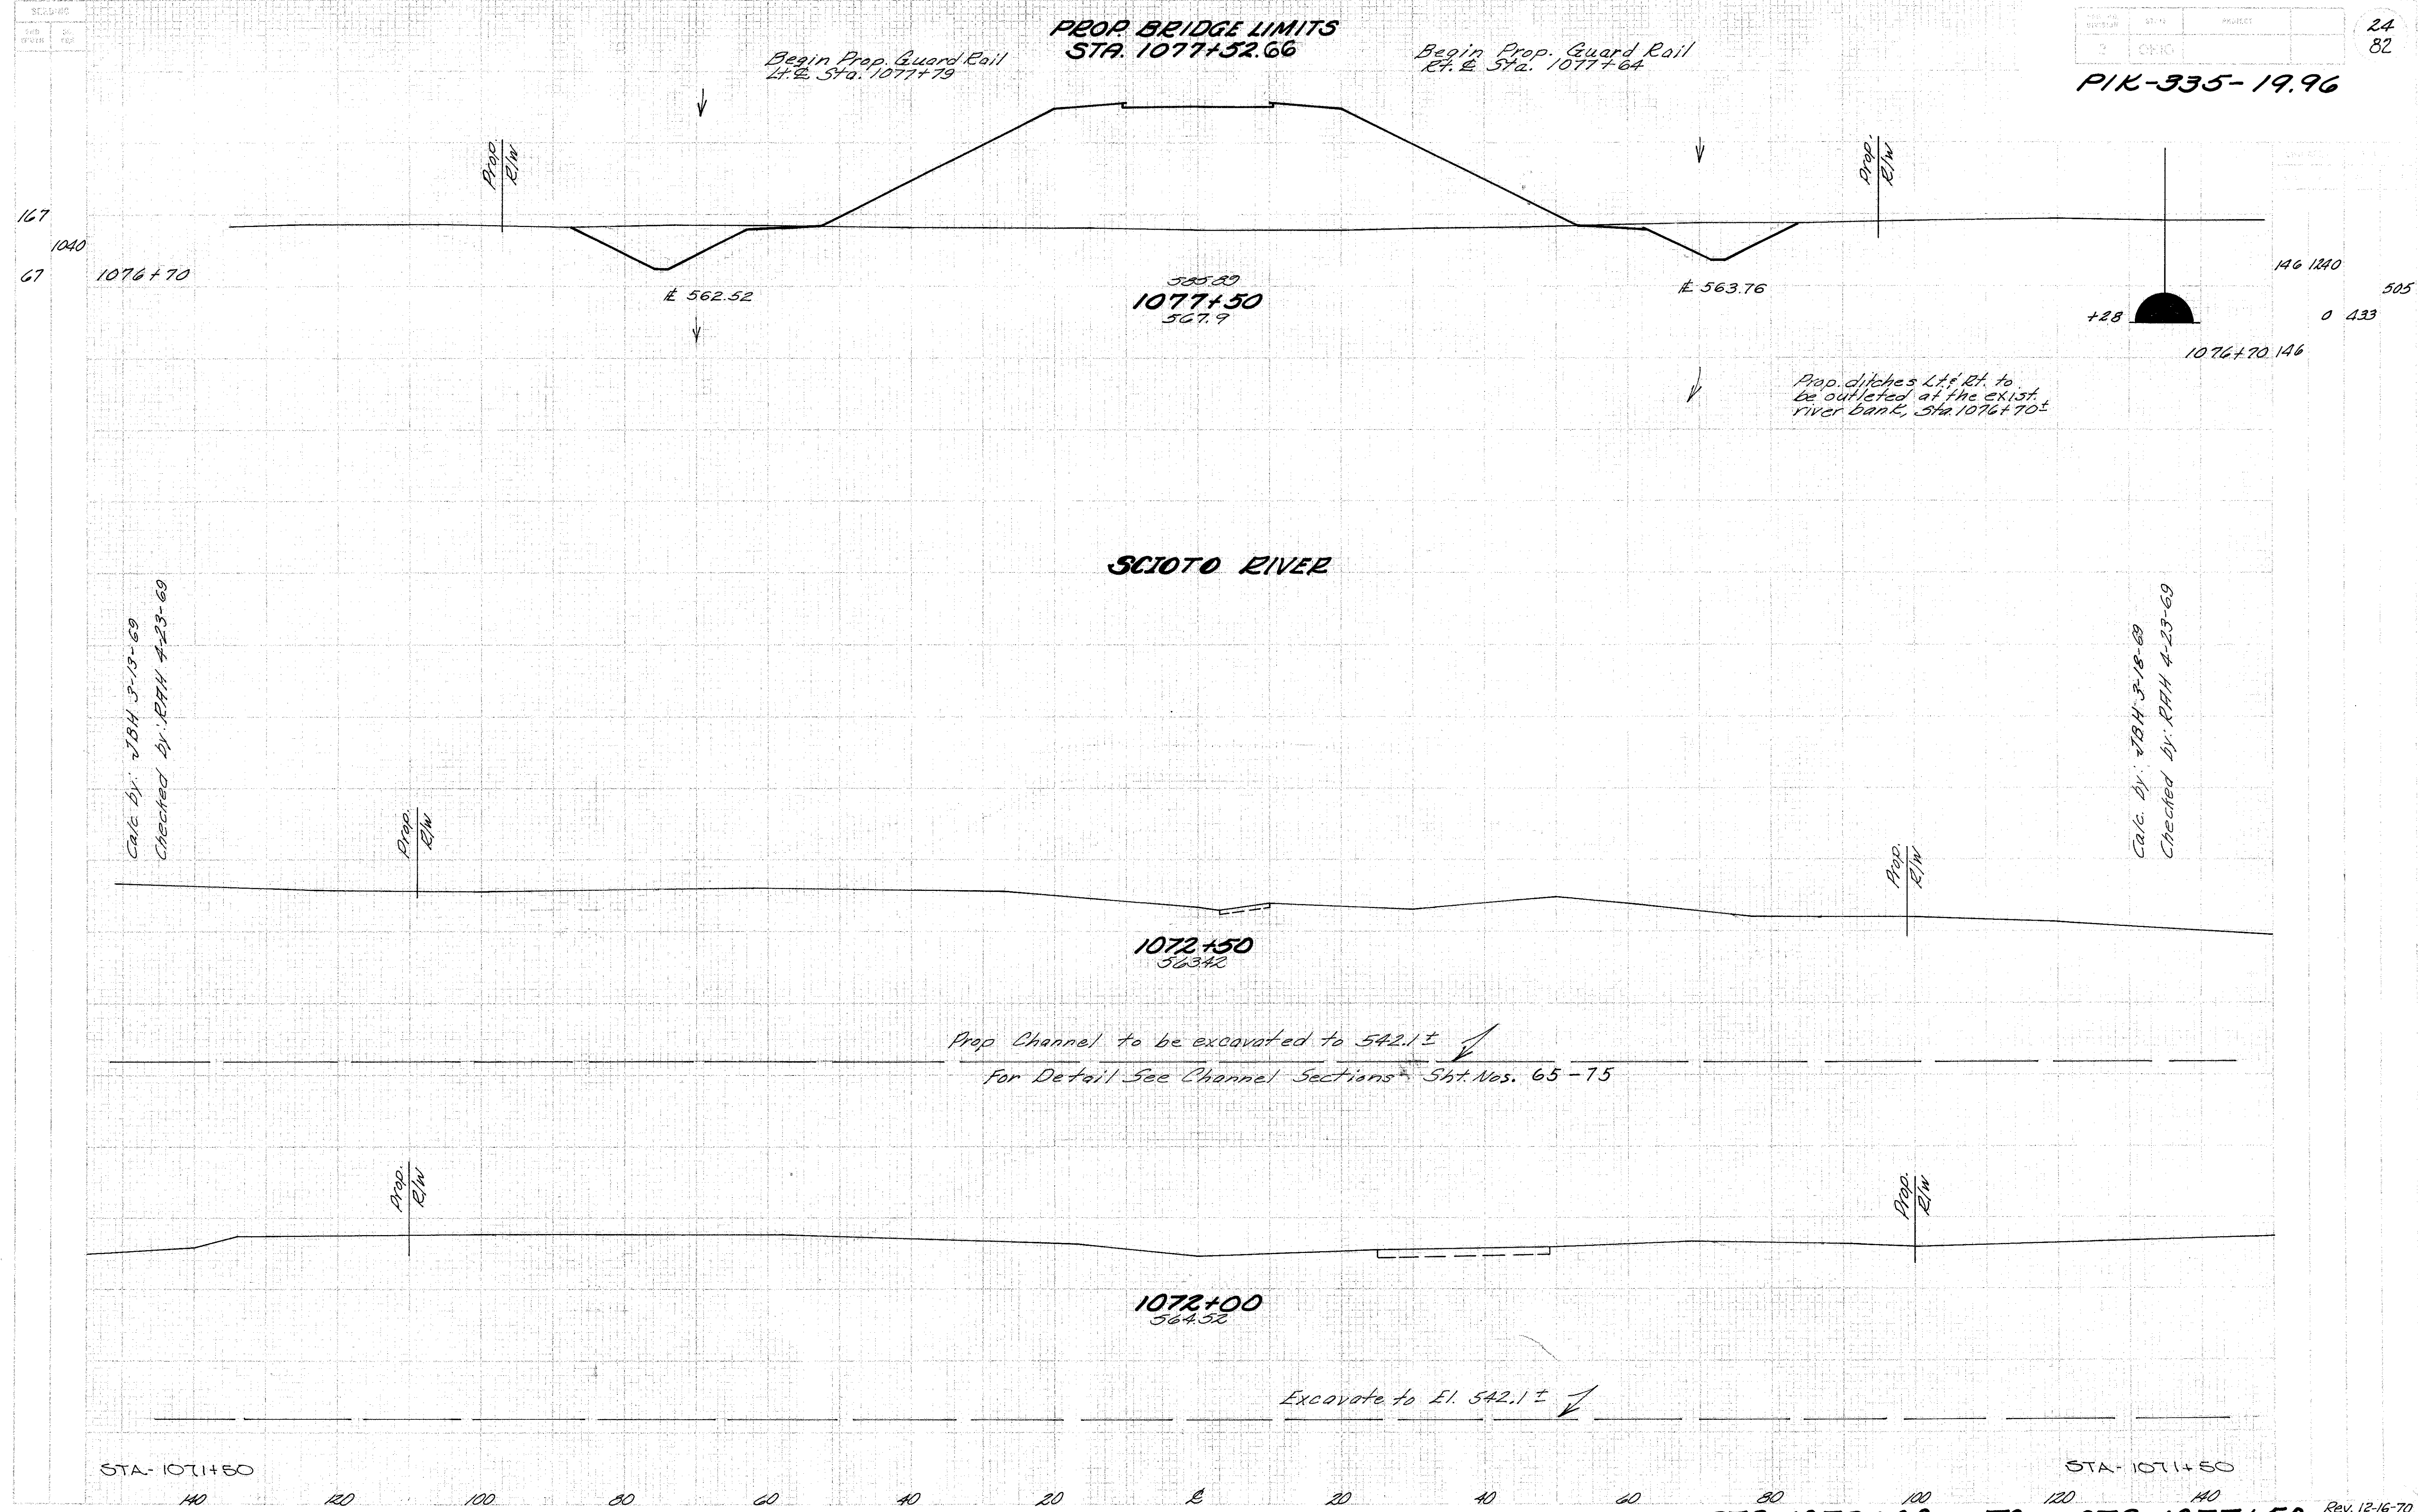 PROP. BRIDGE LIMITS
STA. 1077+52.66
Begin Prop. Guard Rail
Lt. ℄ Sta. 1077+79
Begin Prop. Guard Rail
Rt. ℄ Sta. 1077+64
OHIO
PROJECT
24
82
PIK-335-19.96
Prop.
R/W
Prop.
R/W
167
1040
67
1076+70
℄ 562.52
585.89
1077+50
567.9
℄ 563.76
146 1240
505
+28
0 433
1076+70 146
Prop. ditches Lt. & Rt. to
be outleted at the exist.
river bank, Sta. 1076+70±
SCIOTO RIVER
Calc. by: JBH 3-13-69
Checked by: RAH 4-23-69
Calc. by: JBH 3-18-69
Checked by: RAH 4-23-69
Prop.
R/W
Prop.
R/W
1072+50
563.42
Prop Channel to be excavated to 542.1±
For Detail See Channel Sections Sht. Nos. 65-75
Prop.
R/W
Prop.
R/W
1072+00
564.52
Excavate to El. 542.1±
STA-1071+50
STA-1071+50
140 120 100 80 60 40 20 ℄ 20 40 60 80 100 120 140
Rev. 12-16-70